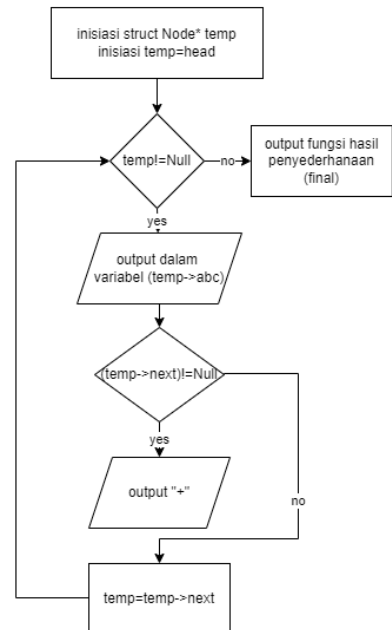 inisiasi struct Node* temp
inisiasi temp=head
temp!=Null
no
output fungsi hasil
penyederhanaan
(final)
yes
output dalam
variabel (temp->abc)
(temp->next)!=Null
yes
output "+"
no
temp=temp->next